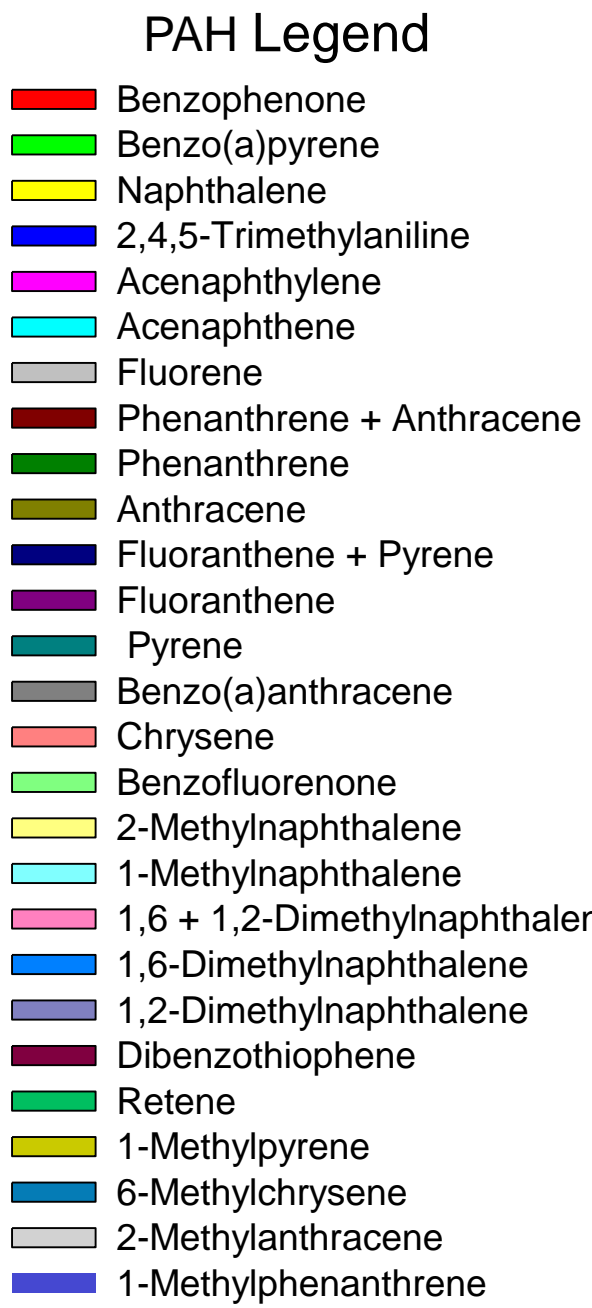 PAH Legend
Benzophenone
Benzo(a)pyrene
Naphthalene
2,4,5-Trimethylaniline
Acenaphthylene
Acenaphthene
Fluorene
Phenanthrene + Anthracene
Phenanthrene
Anthracene
Fluoranthene + Pyrene
Fluoranthene
Pyrene
Benzo(a)anthracene
Chrysene
Benzofluorenone
2-Methylnaphthalene
1-Methylnaphthalene
1,6 + 1,2-Dimethylnaphthaler
1,6-Dimethylnaphthalene
1,2-Dimethylnaphthalene
Dibenzothiophene
Retene
1-Methylpyrene
6-Methylchrysene
2-Methylanthracene
1-Methylphenanthrene